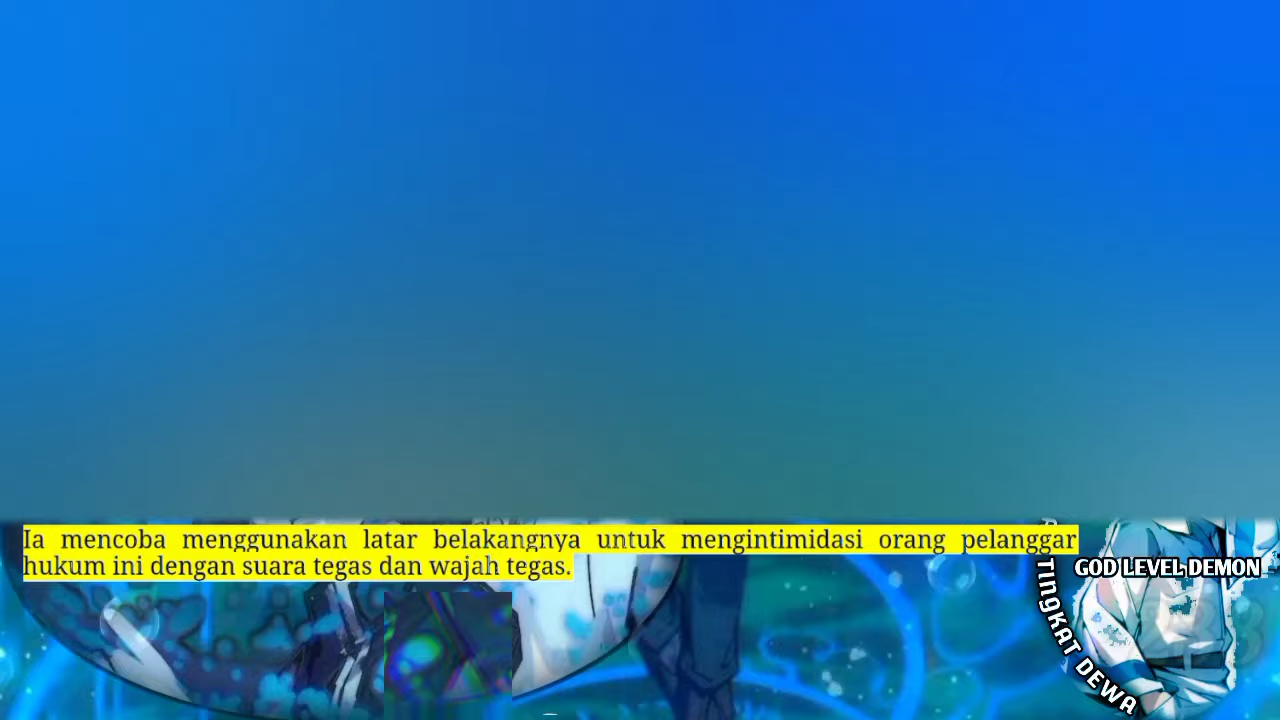 Ia mencoba menggunakan latar belakangnya untuk mengintimidasi orang pelanggar
hukum ini dengan suara tegas dan wajah tegas.
GOD LEVEL DEMON
TINGKAT DEWA